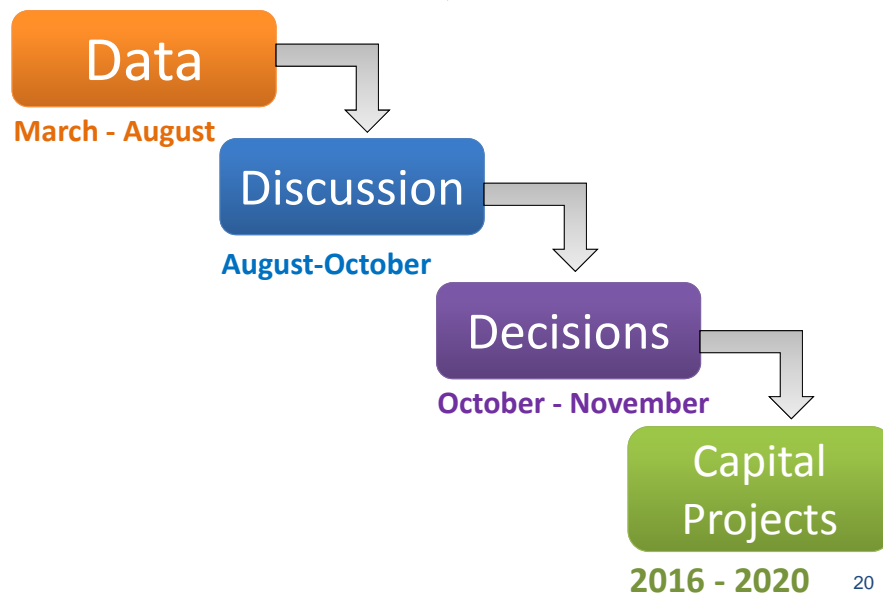 Data
March - August
Discussion
August-October
Decisions
October - November
Capital
Projects
2016 - 2020
20